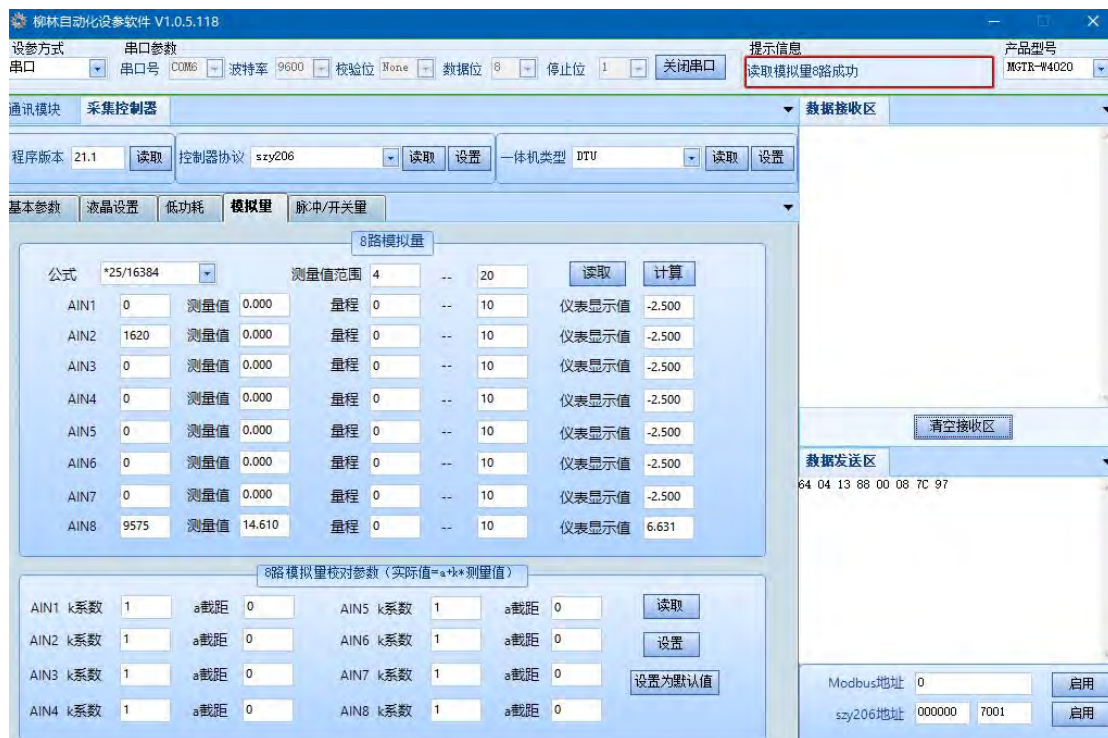 柳林自动化设参软件 V1.0.5.118
设参方式 串口参数 提示信息 产品型号
串口 串口号 COM6 波特率 9600 校验位 None 数据位 8 停止位 1 关闭串口 读取模拟量8路成功 MGTR-W4020
通讯模块 采集控制器 数据接收区
程序版本 21.1 读取 控制器协议 szy206 读取 设置 一体机类型 DTU 读取 设置
基本参数 液晶设置 低功耗 模拟量 脉冲/开关量
8路模拟量
公式 *25/16384 测量值范围 4 -- 20 读取 计算
AIN1 0 测量值 0.000 量程 0 -- 10 仪表显示值 -2.500
AIN2 1620 测量值 0.000 量程 0 -- 10 仪表显示值 -2.500
AIN3 0 测量值 0.000 量程 0 -- 10 仪表显示值 -2.500
AIN4 0 测量值 0.000 量程 0 -- 10 仪表显示值 -2.500
AIN5 0 测量值 0.000 量程 0 -- 10 仪表显示值 -2.500
AIN6 0 测量值 0.000 量程 0 -- 10 仪表显示值 -2.500
AIN7 0 测量值 0.000 量程 0 -- 10 仪表显示值 -2.500
AIN8 9575 测量值 14.610 量程 0 -- 10 仪表显示值 6.631
清空接收区
数据发送区
64 04 13 88 00 08 7C 97
8路模拟量校对参数（实际值=a+k*测量值）
AIN1 k系数 1 a截距 0 AIN5 k系数 1 a截距 0 读取
AIN2 k系数 1 a截距 0 AIN6 k系数 1 a截距 0 设置
AIN3 k系数 1 a截距 0 AIN7 k系数 1 a截距 0 设置为默认值
AIN4 k系数 1 a截距 0 AIN8 k系数 1 a截距 0
Modbus地址 0 启用
szy206地址 000000 7001 启用